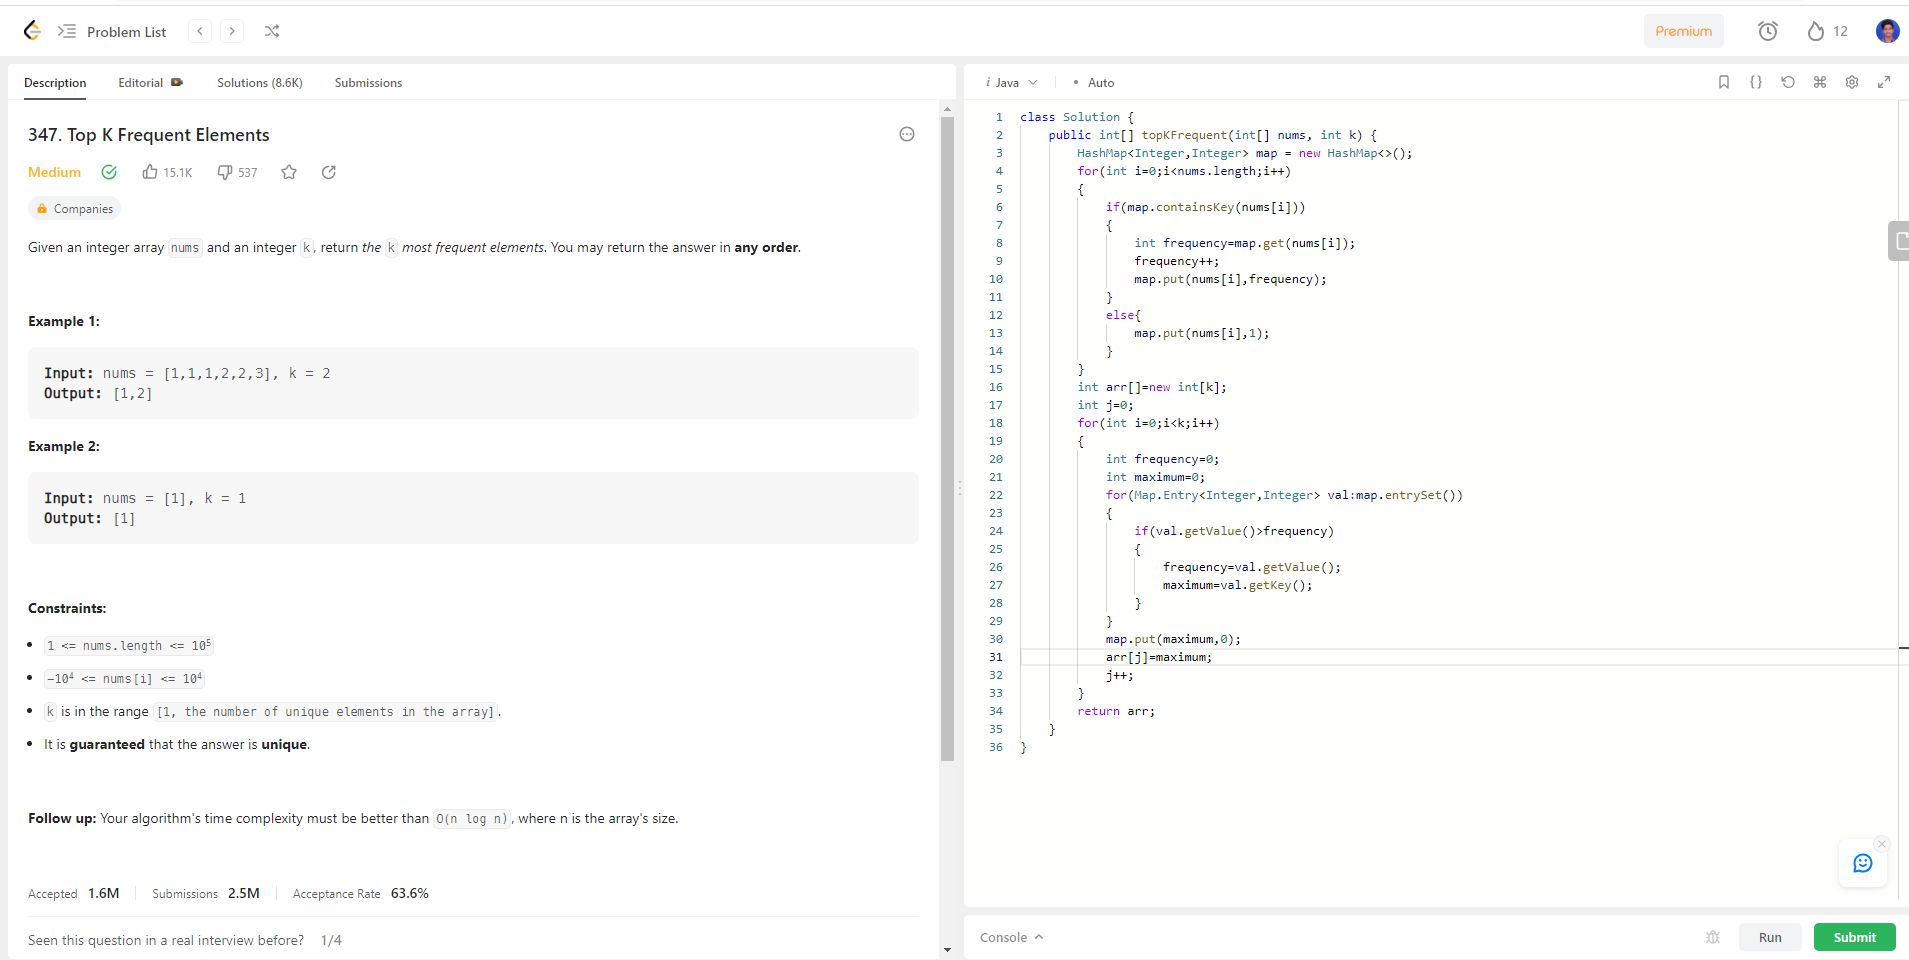 Problem List
Premium
12
Description
Editorial
Solutions (8.6K)
Submissions
347. Top K Frequent Elements
Medium
15.1K
537
Companies
Given an integer array nums and an integer k, return the k most frequent elements. You may return the answer in any order.
Example 1:
Input: nums = [1,1,1,2,2,3], k = 2
Output: [1,2]
Example 2:
Input: nums = [1], k = 1
Output: [1]
Constraints:
• 1 <= nums.length <= 10⁵
• -10⁴ <= nums[i] <= 10⁴
• k is in the range [1, the number of unique elements in the array].
• It is guaranteed that the answer is unique.
Follow up: Your algorithm's time complexity must be better than O(n log n), where n is the array's size.
Accepted 1.6M
Submissions 2.5M
Acceptance Rate 63.6%
Seen this question in a real interview before? 1/4
i Java
• Auto
1 class Solution {
2 public int[] topKFrequent(int[] nums, int k) {
3 HashMap<Integer,Integer> map = new HashMap<>();
4 for(int i=0;i<nums.length;i++)
5 {
6 if(map.containsKey(nums[i]))
7 {
8 int frequency=map.get(nums[i]);
9 frequency++;
10 map.put(nums[i],frequency);
11 }
12 else{
13 map.put(nums[i],1);
14 }
15 }
16 int arr[]=new int[k];
17 int j=0;
18 for(int i=0;i<k;i++)
19 {
20 int frequency=0;
21 int maximum=0;
22 for(Map.Entry<Integer,Integer> val:map.entrySet())
23 {
24 if(val.getValue()>frequency)
25 {
26 frequency=val.getValue();
27 maximum=val.getKey();
28 }
29 }
30 map.put(maximum,0);
31 arr[j]=maximum;
32 j++;
33 }
34 return arr;
35 }
36 }
Console
Run
Submit